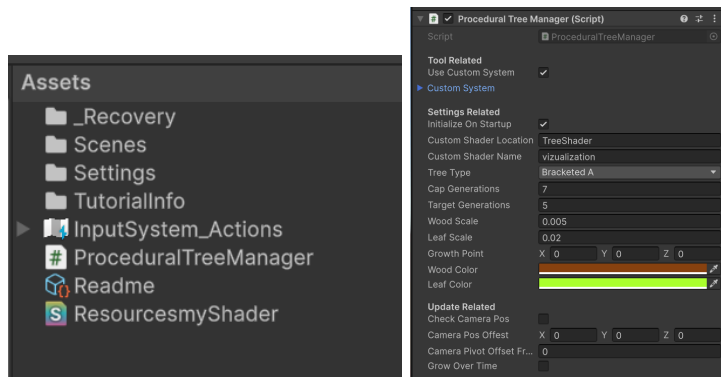 Assets
_Recovery
Scenes
Settings
TutorialInfo
InputSystem_Actions
ProceduralTreeManager
Readme
ResourcesmyShader
Procedural Tree Manager (Script)
Script ProceduralTreeManager
Tool Related
Use Custom System
Custom System
Settings Related
Initialize On Startup
Custom Shader Location TreeShader
Custom Shader Name vizualization
Tree Type Bracketed A
Cap Generations 7
Target Generations 5
Wood Scale 0.005
Leaf Scale 0.02
Growth Point X 0 Y 0 Z 0
Wood Color
Leaf Color
Update Related
Check Camera Pos
Camera Pos Offest X 0 Y 0 Z 0
Camera Pivot Offset Fr... 0
Grow Over Time